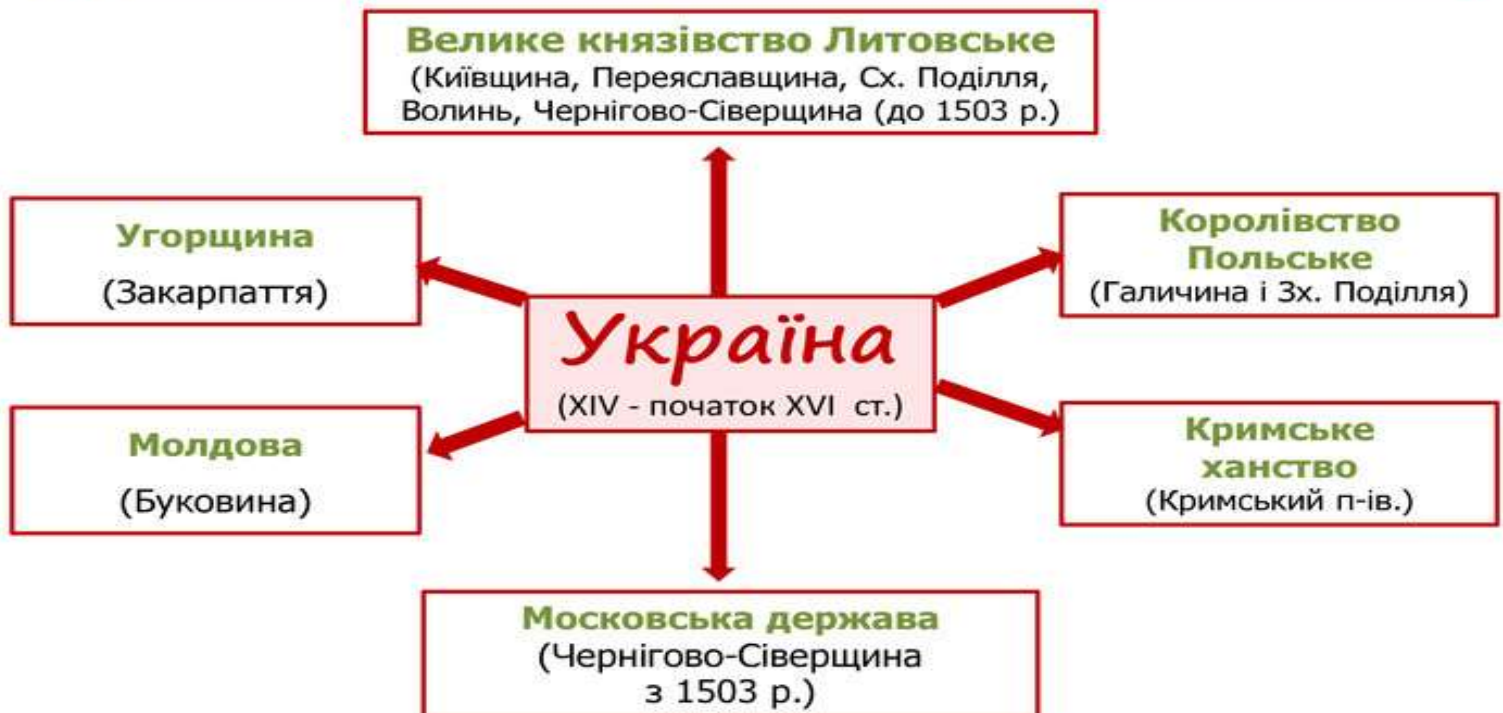 Велике князівство Литовське
(Київщина, Переяславщина, Сх. Поділля,
Волинь, Чернігово-Сіверщина (до 1503 р.)
Угорщина
(Закарпаття)
Королівство
Польське
(Галичина і Зх. Поділля)
Україна
(XIV - початок XVI ст.)
Молдова
(Буковина)
Кримське
ханство
(Кримський п-ів.)
Московська держава
(Чернігово-Сіверщина
з 1503 р.)